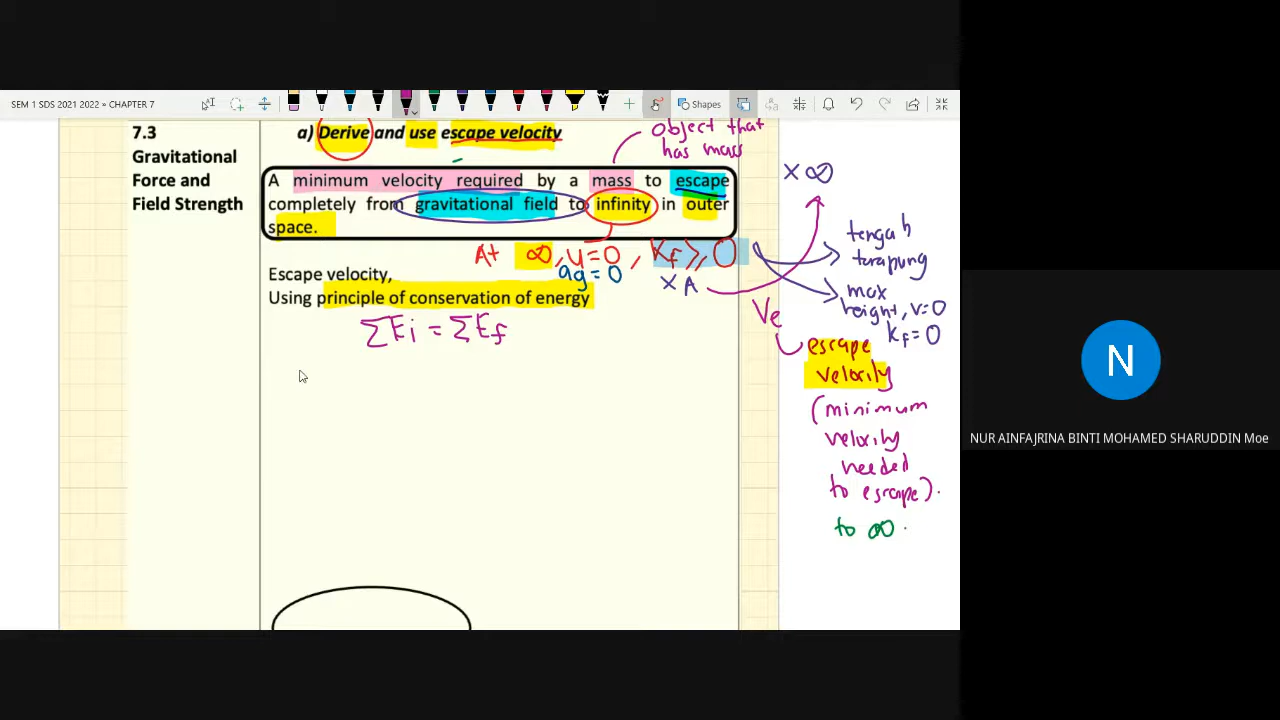 SEM 1 SDS 2021 2022 » CHAPTER 7
Shapes
7.3
Gravitational
Force and
Field Strength
a) Derive and use escape velocity
object that
has mass
A minimum velocity required by a mass to escape
completely from gravitational field to infinity in outer
space.
At ∞, U=0, Kf ≥ 0
ag=0
X ∞
X A
Ve
tengah
terapung
max
height, v=0
Kf = 0
Escape velocity,
Using principle of conservation of energy
ΣEi = ΣEf
escape
velocity
(minimum
velocity
needed
to escape).
to ∞.
N
NUR AINFAJRINA BINTI MOHAMED SHARUDDIN Moe